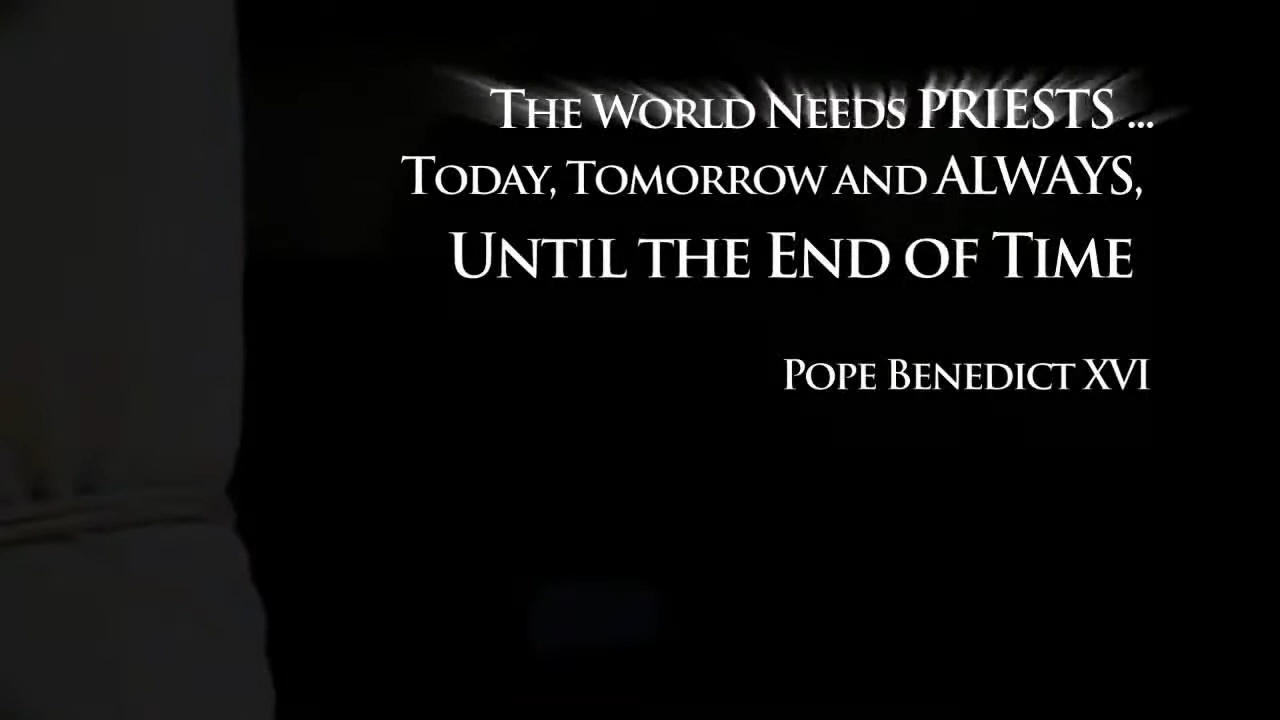 The World Needs PRIESTS ...
Today, Tomorrow and ALWAYS,
Until the End of Time
Pope Benedict XVI